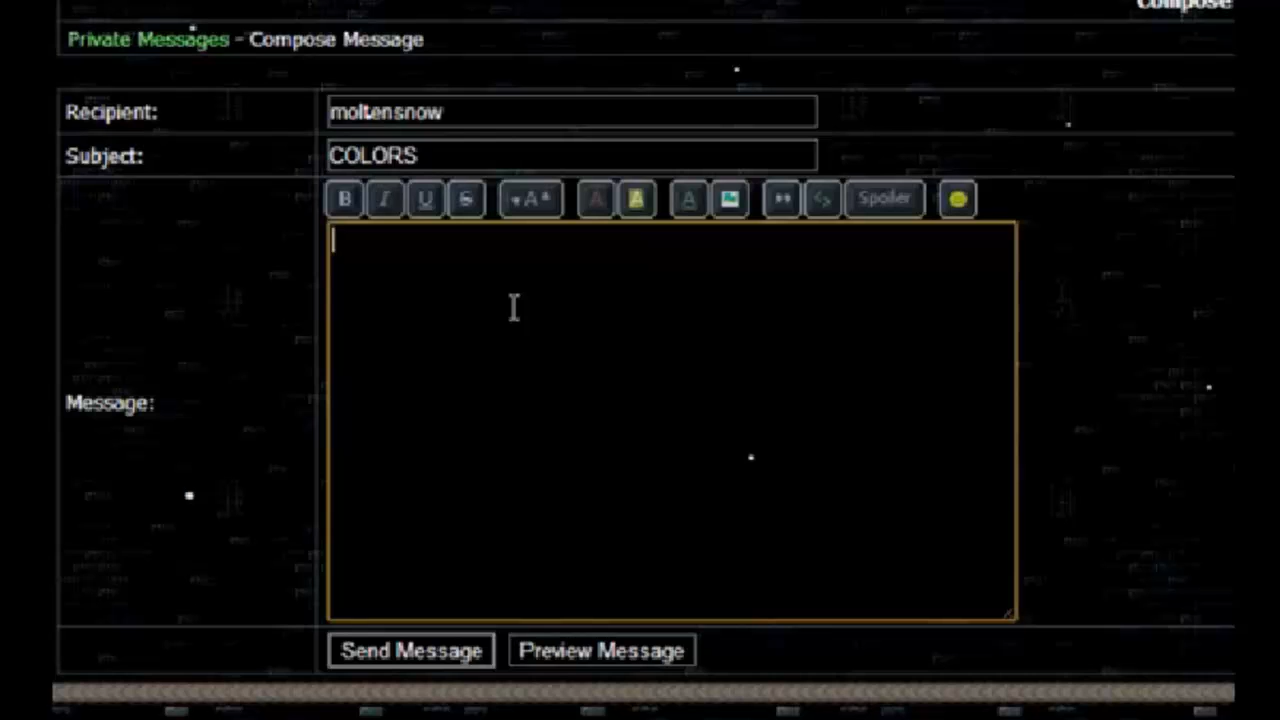 Compose
Private Messages - Compose Message
Recipient: moltensnow
Subject: COLORS
B I U S A A A A Spoiler
Message:
Send Message Preview Message